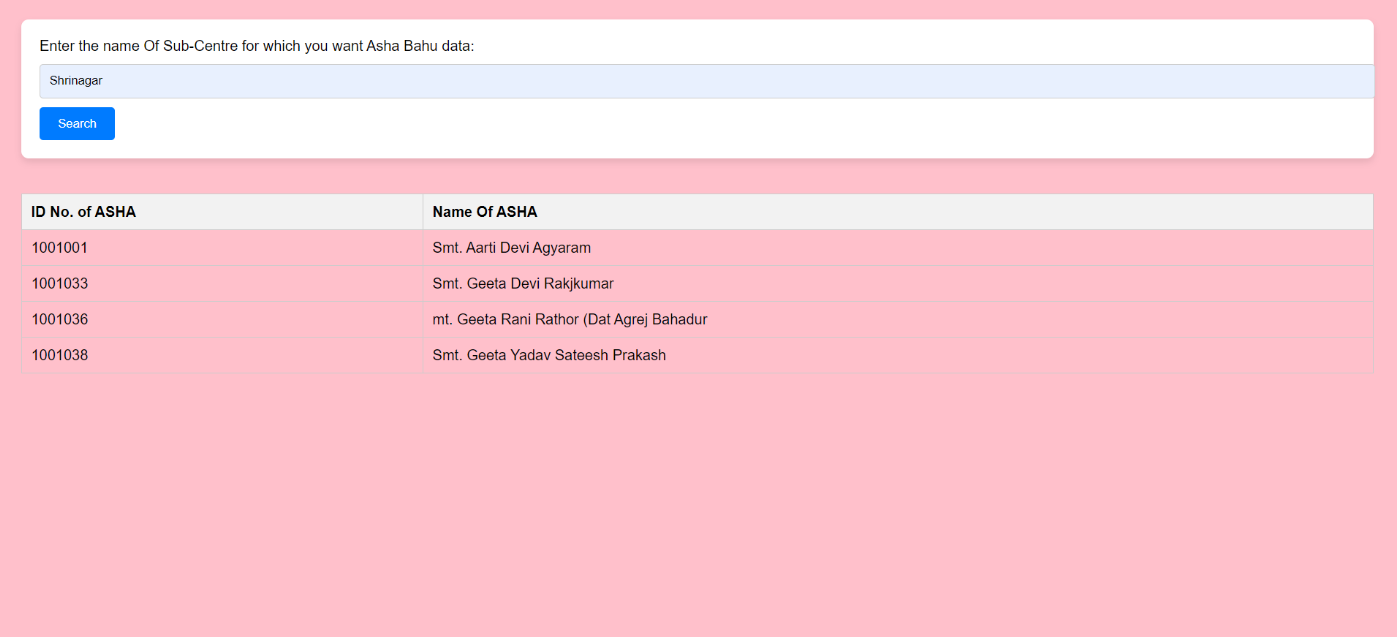 Enter the name Of Sub-Centre for which you want Asha Bahu data:
Shrinagar
Search
ID No. of ASHA Name Of ASHA
1001001 Smt. Aarti Devi Agyaram
1001033 Smt. Geeta Devi Rakjkumar
1001036 mt. Geeta Rani Rathor (Dat Agrej Bahadur
1001038 Smt. Geeta Yadav Sateesh Prakash